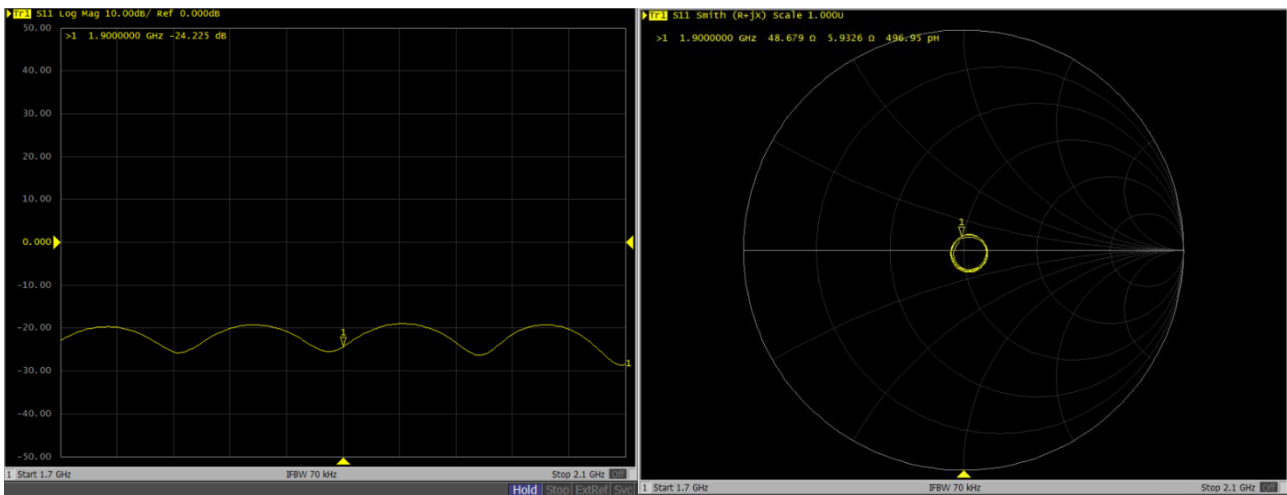 Tr1 S11 Log Mag 10.00dB/ Ref 0.000dB
50.00
>1 1.9000000 GHz -24.225 dB
40.00
30.00
20.00
10.00
0.000
-10.00
-20.00
1
-30.00
1
-40.00
-50.00
1 Start 1.7 GHz IFBW 70 kHz Stop 2.1 GHz Off
Hold Stop ExtRef Svc
Tr1 S11 Smith (R+jX) Scale 1.000U
>1 1.9000000 GHz 48.679 Ω 5.9326 Ω 496.95 pH
1
1 Start 1.7 GHz IFBW 70 kHz Stop 2.1 GHz Off